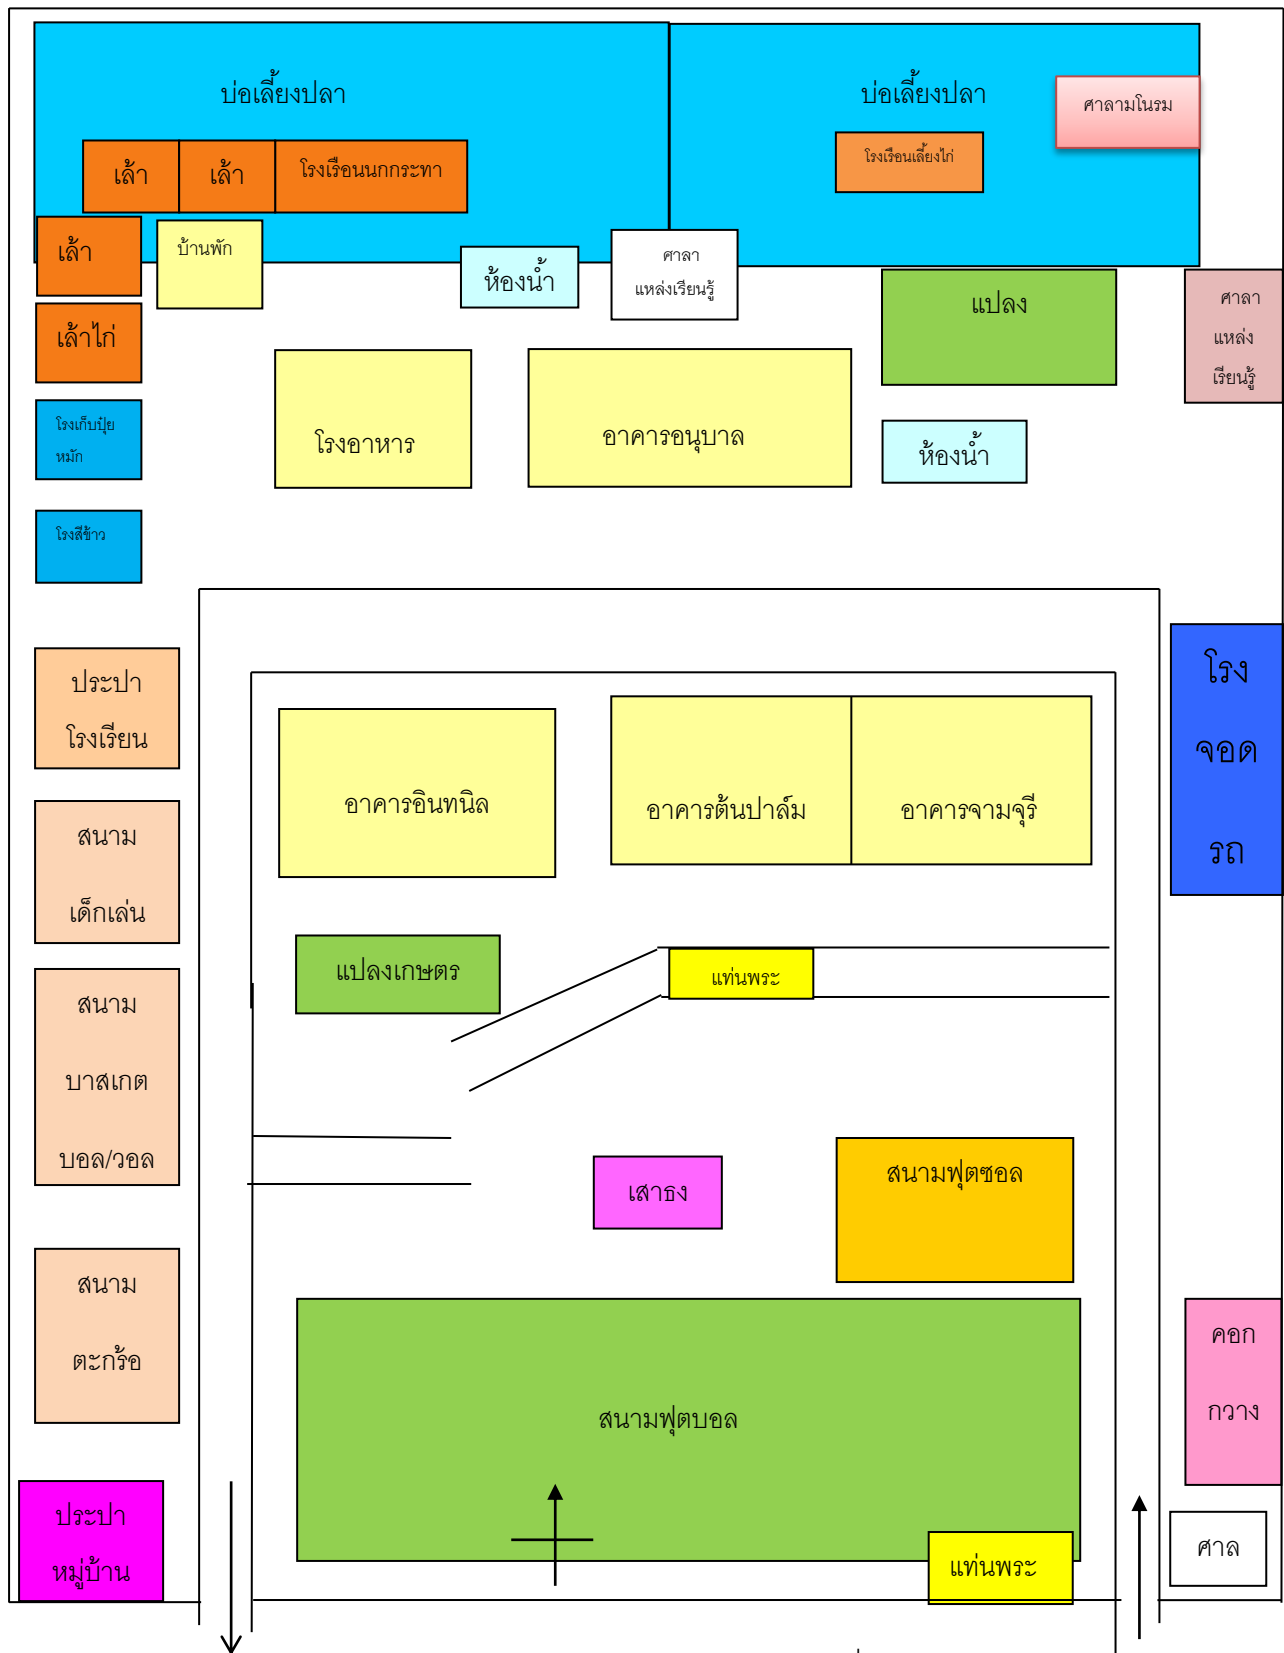 บ่อเลี้ยงปลา
บ่อเลี้ยงปลา
ศาลามโนรม
เล้า
เล้า
โรงเรือนนกกระทา
โรงเรือนเลี้ยงไก่
เล้า
บ้านพัก
ห้องน้ำ
ศาลา
แหล่งเรียนรู้
แปลง
ศาลา
แหล่ง
เรียนรู้
เล้าไก่
โรงอาหาร
อาคารอนุบาล
ห้องน้ำ
โรงเก็บปุ๋ย
หมัก
โรงสีข้าว
ประปา
โรงเรียน
โรง
จอด
รถ
อาคารอินทนิล
อาคารต้นปาล์ม
อาคารจามจุรี
สนาม
เด็กเล่น
แปลงเกษตร
แท่นพระ
สนาม
บาสเกต
บอล/วอล
เสาธง
สนามฟุตซอล
สนาม
ตะกร้อ
สนามฟุตบอล
คอก
กวาง
ประปา
หมู่บ้าน
แท่นพระ
ศาล